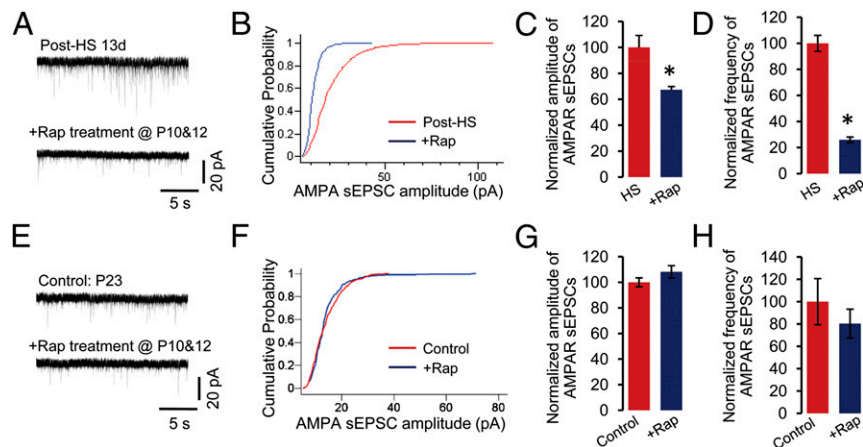 A
Post-HS 13d
+Rap treatment @ P10&12
20 pA
5 s
B
Cumulative Probability
1
0.8
0.6
0.4
0.2
0
Post-HS
+Rap
50
100
AMPA sEPSC amplitude (pA)
C
Normalized amplitude of
AMPAR sEPSCs
120
100
80
60
40
20
0
*
HS
+Rap
D
Normalized frequency of
AMPAR sEPSCs
120
100
80
60
40
20
0
*
HS
+Rap
E
Control: P23
+Rap treatment @ P10&12
20 pA
5 s
F
Cumulative Probability
1
0.8
0.6
0.4
0.2
0
Control
+Rap
20
40
60
80
AMPA sEPSC amplitude (pA)
G
Normalized amplitude of
AMPAR sEPSCs
140
120
100
80
60
40
20
0
Control
+Rap
H
Normalized frequency of
AMPAR sEPSCs
140
120
100
80
60
40
20
0
Control
+Rap